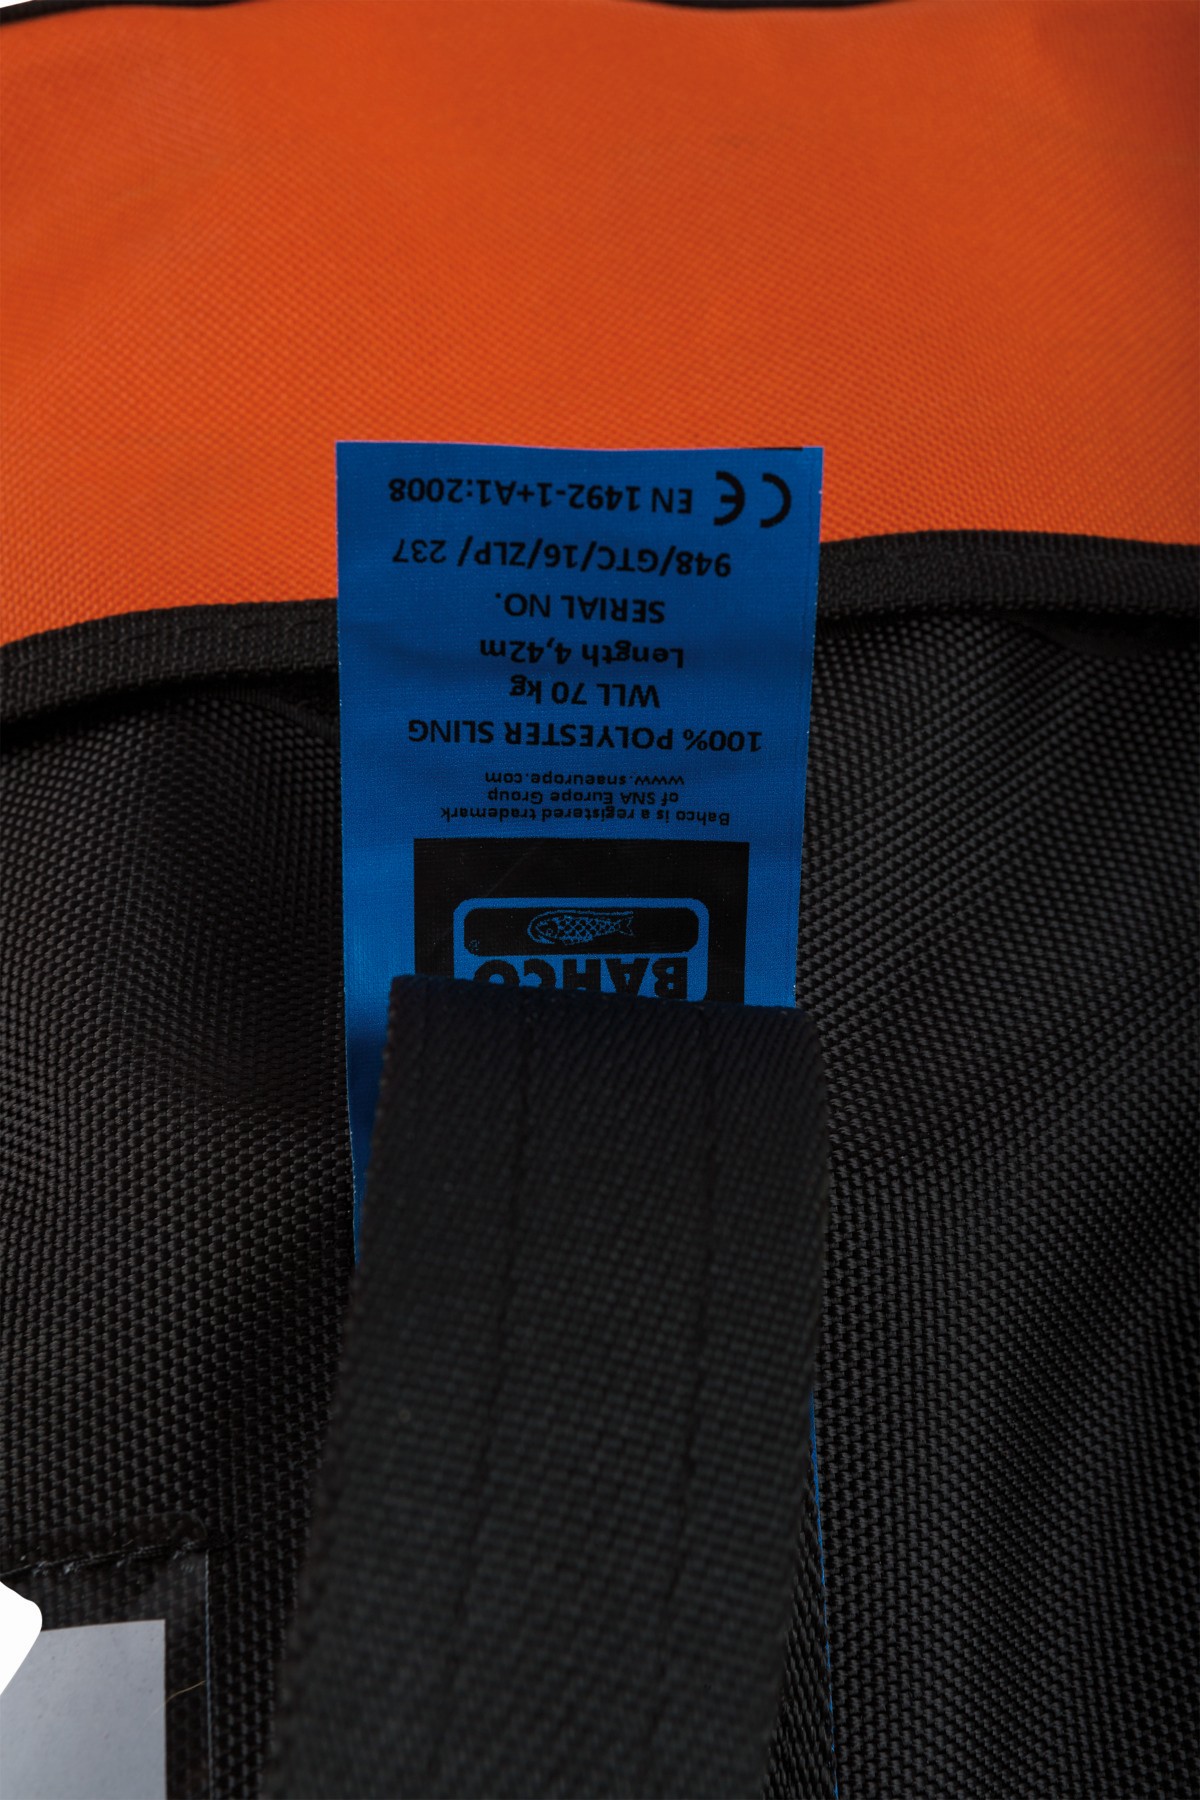 BAHCO
®
Bahco is a registered trademark
of SNA Europe Group
www.snaeurope.com
100% POLYESTER SLING
WLL 70 kg
Length 4,42m
SERIAL NO.
948/GTC/16/ZLP/ 237
CE EN 1492-1+A1:2008